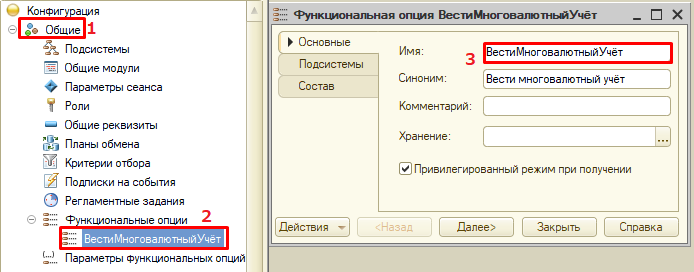 Конфигурация
Общие 1
Подсистемы
Общие модули
Параметры сеанса
Роли
Общие реквизиты
Планы обмена
Критерии отбора
Подписки на события
Регламентные задания
Функциональные опции 2
ВестиМноговалютныйУчёт
Параметры функциональных опций
Функциональная опция ВестиМноговалютныйУчёт
Основные
Подсистемы
Состав
Имя: ВестиМноговалютныйУчёт
3
Синоним: Вести многовалютный учёт
Комментарий:
Хранение: ...
Привилегированный режим при получении
Действия <Назад Далее> Закрыть Справка